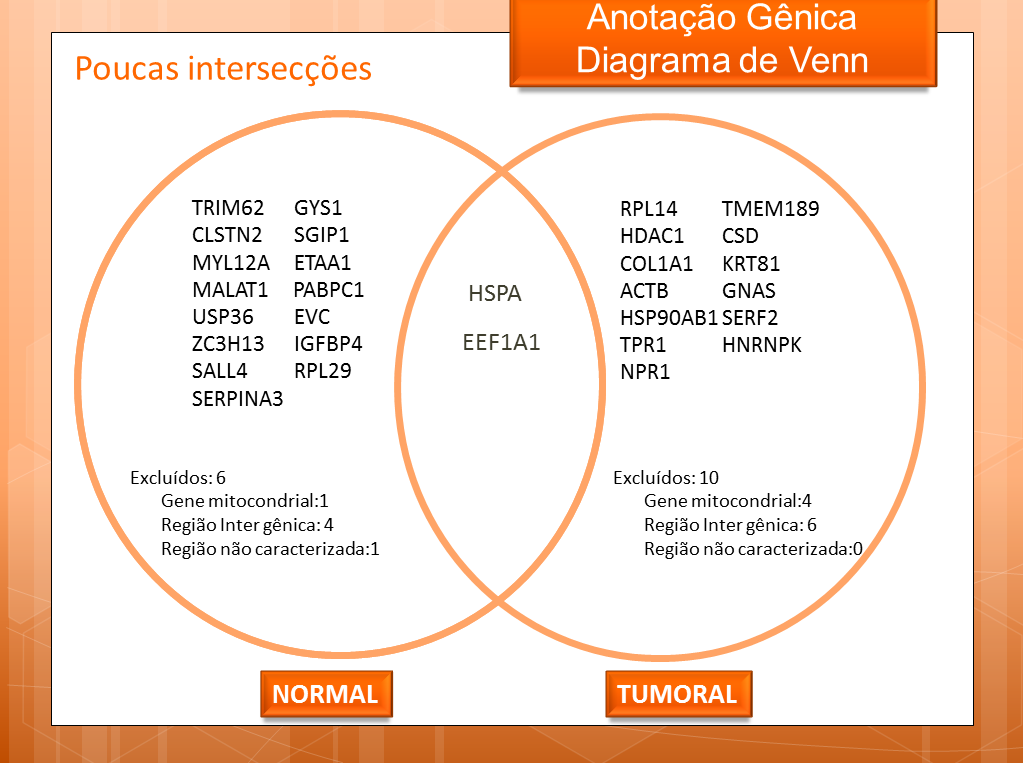 Anotação Gênica
Diagrama de Venn
Poucas intersecções
TRIM62 GYS1
CLSTN2 SGIP1
MYL12A ETAA1
MALAT1 PABPC1
USP36 EVC
ZC3H13 IGFBP4
SALL4 RPL29
SERPINA3
HSPA
EEF1A1
RPL14 TMEM189
HDAC1 CSD
COL1A1 KRT81
ACTB GNAS
HSP90AB1 SERF2
TPR1 HNRNPK
NPR1
Excluídos: 6
Gene mitocondrial:1
Região Inter gênica: 4
Região não caracterizada:1
Excluídos: 10
Gene mitocondrial:4
Região Inter gênica: 6
Região não caracterizada:0
NORMAL
TUMORAL